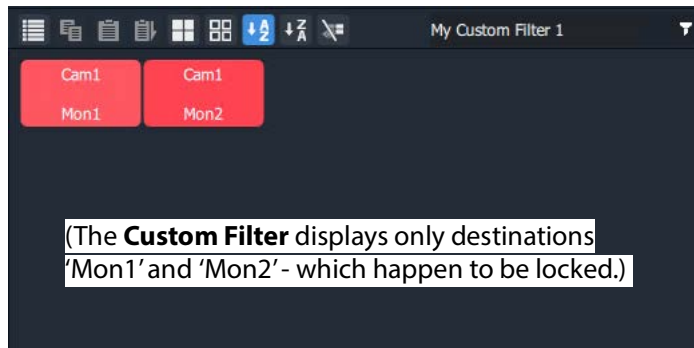 My Custom Filter 1
Cam1 Cam1
Mon1 Mon2
(The Custom Filter displays only destinations
‘Mon1’ and ‘Mon2’ - which happen to be locked.)